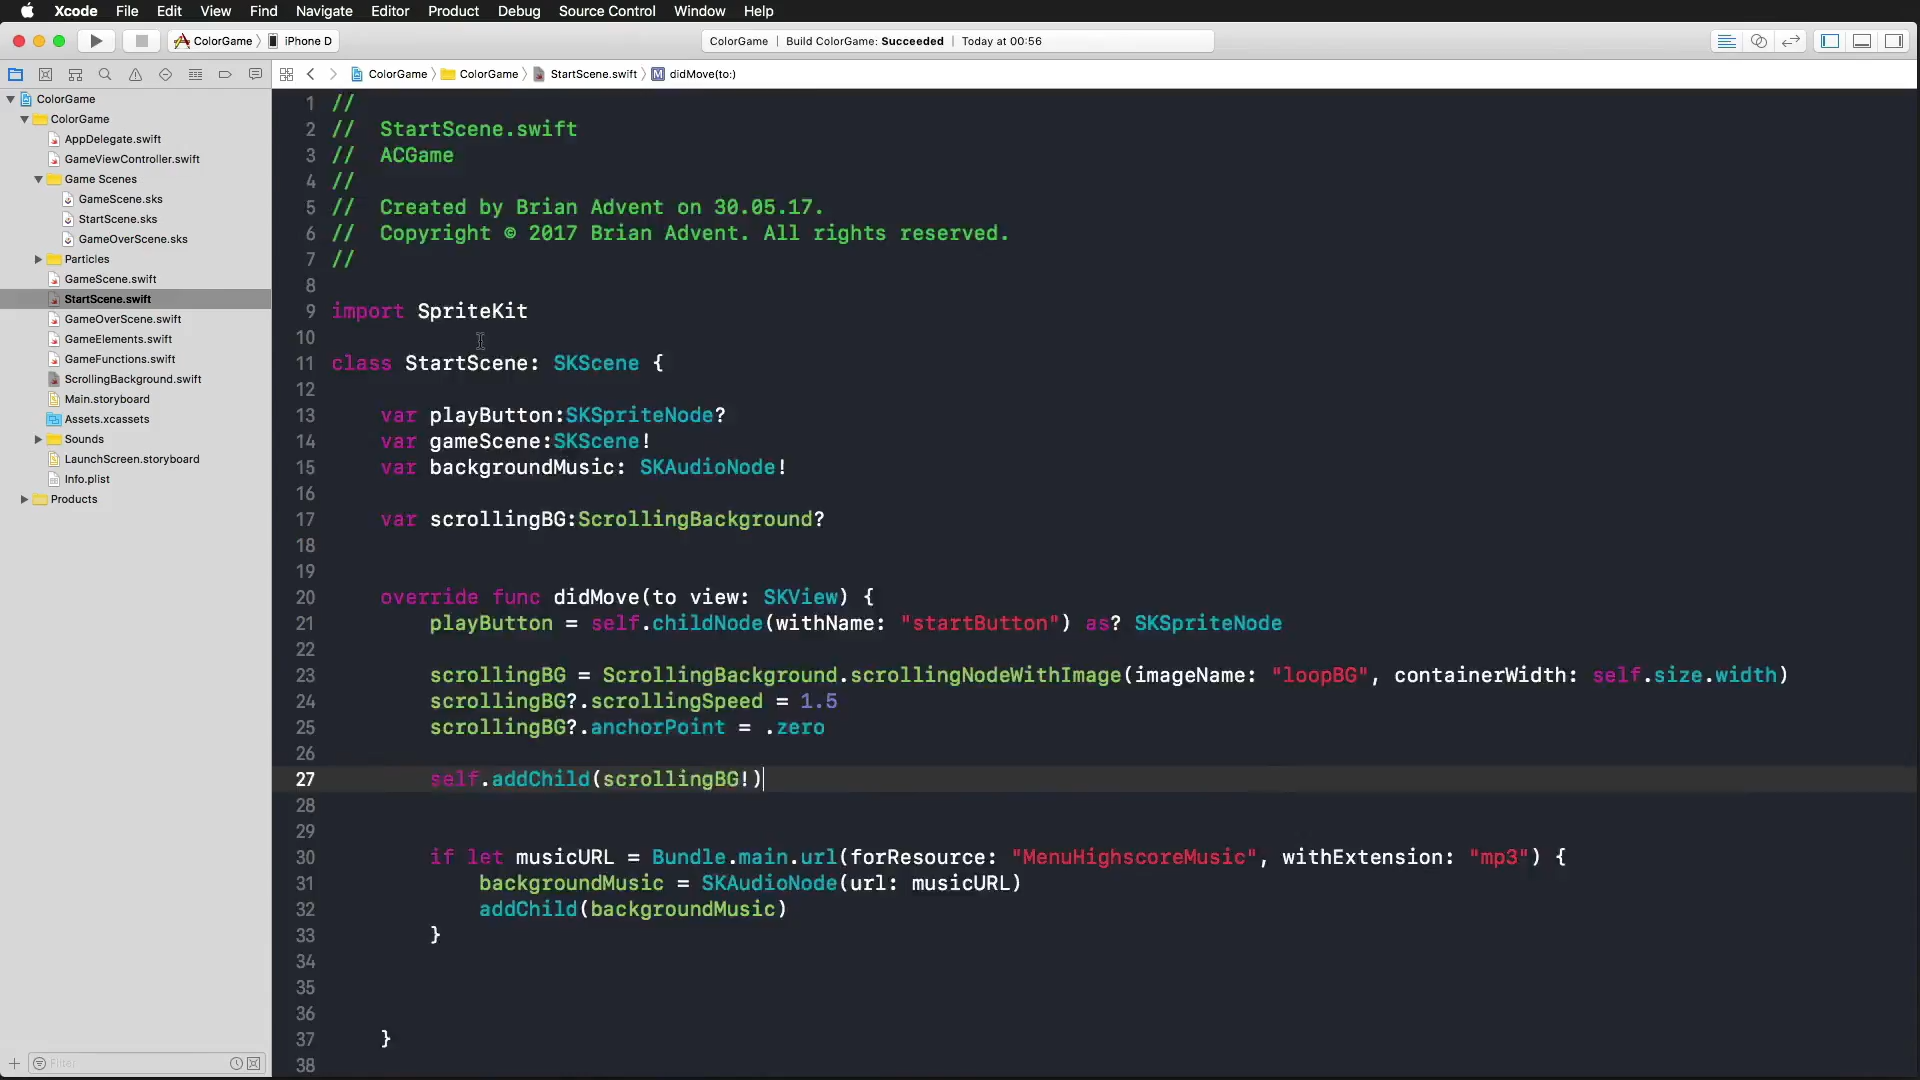 Xcode File Edit View Find Navigate Editor Product Debug Source Control Window Help
ColorGame iPhone D
ColorGame Build ColorGame: Succeeded Today at 00:56
ColorGame ColorGame StartScene.swift M didMove(to:)
ColorGame
ColorGame
AppDelegate.swift
GameViewController.swift
Game Scenes
GameScene.sks
StartScene.sks
GameOverScene.sks
Particles
GameScene.swift
StartScene.swift
GameOverScene.swift
GameElements.swift
GameFunctions.swift
ScrollingBackground.swift
Main.storyboard
Assets.xcassets
Sounds
LaunchScreen.storyboard
Info.plist
Products
Filter
1 //
2 // StartScene.swift
3 // ACGame
4 //
5 // Created by Brian Advent on 30.05.17.
6 // Copyright © 2017 Brian Advent. All rights reserved.
7 //
8
9 import SpriteKit
10
11 class StartScene: SKScene {
12
13 var playButton:SKSpriteNode?
14 var gameScene:SKScene!
15 var backgroundMusic: SKAudioNode!
16
17 var scrollingBG:ScrollingBackground?
18
19
20 override func didMove(to view: SKView) {
21 playButton = self.childNode(withName: "startButton") as? SKSpriteNode
22
23 scrollingBG = ScrollingBackground.scrollingNodeWithImage(imageName: "loopBG", containerWidth: self.size.width)
24 scrollingBG?.scrollingSpeed = 1.5
25 scrollingBG?.anchorPoint = .zero
26
27 self.addChild(scrollingBG!)
28
29
30 if let musicURL = Bundle.main.url(forResource: "MenuHighscoreMusic", withExtension: "mp3") {
31 backgroundMusic = SKAudioNode(url: musicURL)
32 addChild(backgroundMusic)
33 }
34
35
36
37 }
38